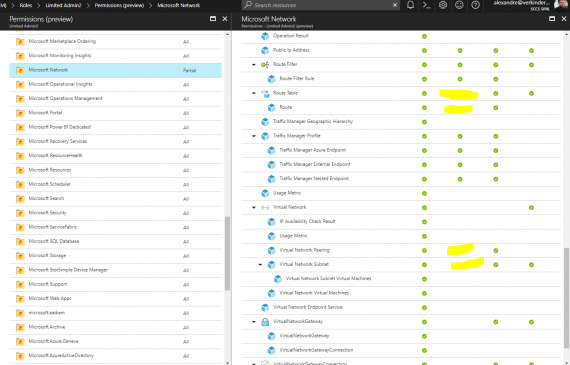 M) > Roles > Limited Admin2 > Permissions (preview) > Microsoft Network
Search resources
alexandre@verkinder...
SCCS SPRL
Permissions (preview)
Limited Admin2
Microsoft Marketplace Ordering All
Microsoft Monitoring Insights All
Microsoft Network Partial
Microsoft Operational Insights All
Microsoft Operations Management All
Microsoft Portal All
Microsoft Power BI Dedicated All
Microsoft Recovery Services All
Microsoft ResourceHealth All
Microsoft Resources All
Microsoft Scheduler All
Microsoft Search All
Microsoft Security All
Microsoft ServiceFabric All
Microsoft SQL Database All
Microsoft Storage All
Microsoft StorSimple Device Manager All
Microsoft Support All
Microsoft Web Apps All
microsoft.aadiam All
Microsoft.Archive All
Microsoft.Azure.Geneva All
Microsoft.AzureActiveDirectory All
Microsoft Network
Permissions (preview)
Operation Result
Public Ip Address
Route Filter
Route Filter Rule
Route Table
Route
Traffic Manager Geographic Hierarchy
Traffic Manager Profile
Traffic Manager Azure Endpoint
Traffic Manager External Endpoint
Traffic Manager Nested Endpoint
Usage Metric
Virtual Network
IP Availability Check Result
Usage Metric
Virtual Network Peering
Virtual Network Subnet
Virtual Network Subnet Virtual Machines
Virtual Network Virtual Machines
Virtual Network Endpoint Service
VirtualNetworkGateway
VirtualNetworkGateway
VirtualNetworkGatewayConnection
VirtualNetworkGatewayConnection